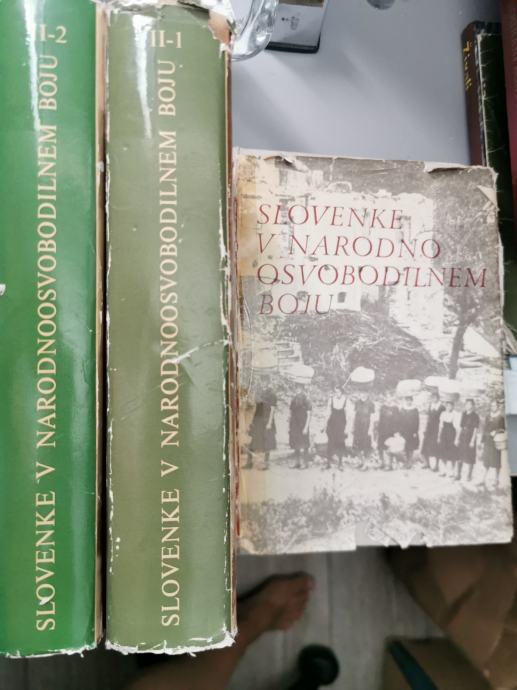 II-2
SLOVENKE V NARODNOOSVOBODILNEM BOJU
II-1
SLOVENKE V NARODNOOSVOBODILNEM BOJU
SLOVENKE
V NARODNO
OSVOBODILNEM
BOJU